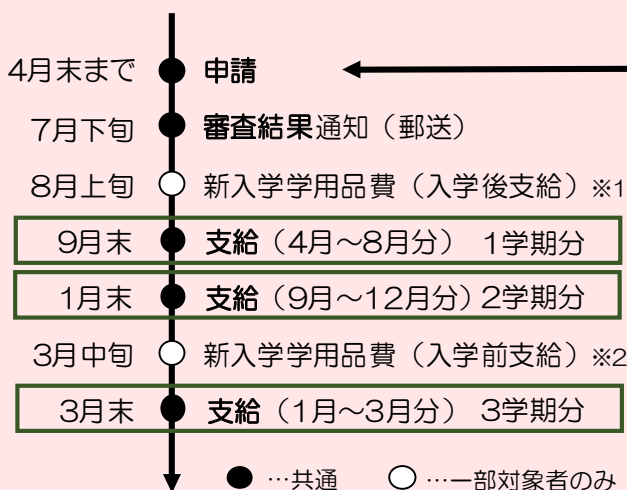 4月末まで 申請
7月下旬 審査結果通知（郵送）
8月上旬 新入学学用品費（入学後支給）※1
9月末 支給（4月～8月分） 1学期分
1月末 支給（9月～12月分）2学期分
3月中旬 新入学学用品費（入学前支給）※2
3月末 支給（1月～3月分） 3学期分
●…共通 ○…一部対象者のみ